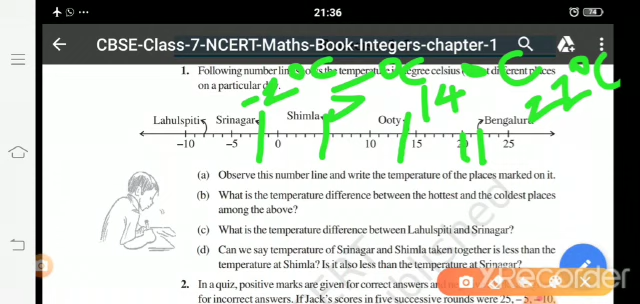 21:36
74
CBSE-Class-7-NCERT-Maths-Book-Integers-chapter-1
1. Following number line shows the temperature in degree celsius at different places
on a particular day.
-2°C 5°C 14°C 22°C
Lahulspiti Srinagar Shimla Ooty Bengaluru
–10 –5 0 5 10 15 20 25
(a) Observe this number line and write the temperature of the places marked on it.
(b) What is the temperature difference between the hottest and the coldest places
among the above?
(c) What is the temperature difference between Lahulspiti and Srinagar?
(d) Can we say temperature of Srinagar and Shimla taken together is less than the
temperature at Shimla? Is it also less than the temperature at Srinagar?
2. In a quiz, positive marks are given for correct answers and
for incorrect answers. If Jack's scores in five successive rounds were 25, – 5, –10,
XRecorder